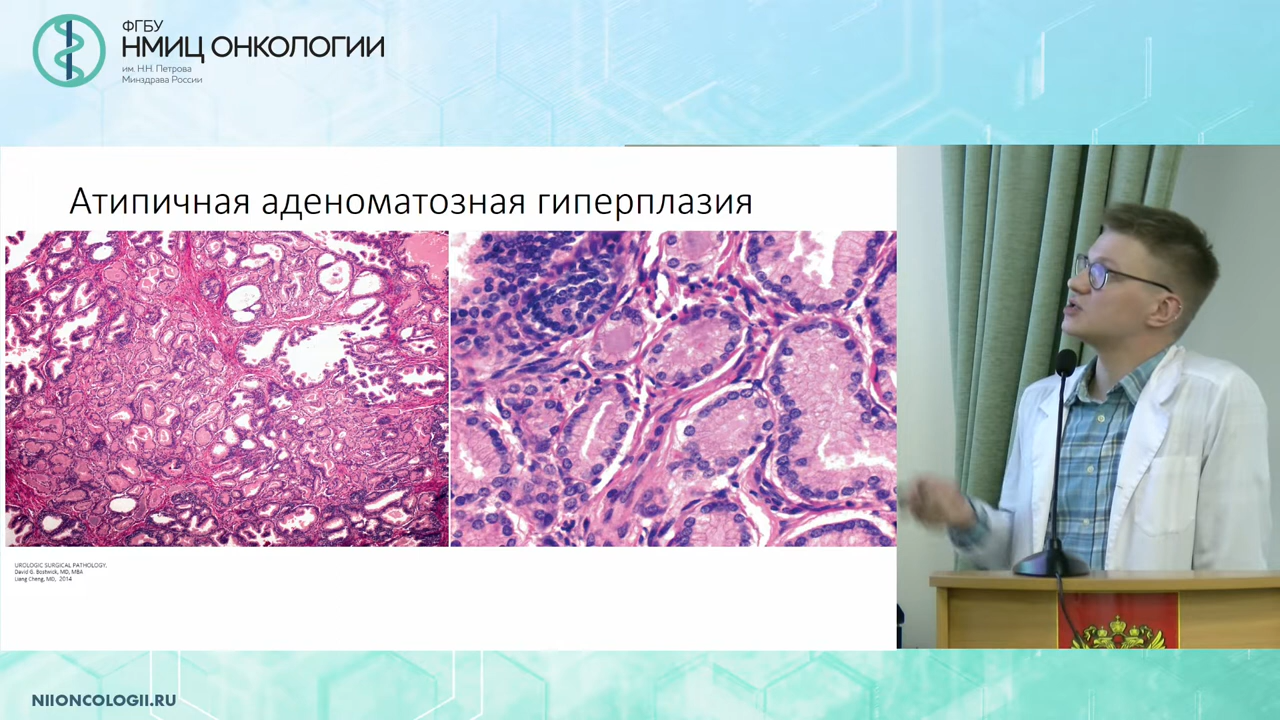 ФГБУ
НМИЦ ОНКОЛОГИИ
им. Н.Н. Петрова
Минздрава России
Атипичная аденоматозная гиперплазия
UROLOGIC SURGICAL PATHOLOGY,
David G. Bostwick, MD, MBA
Liang Cheng, MD, 2014
NIIONCOLOGII.RU